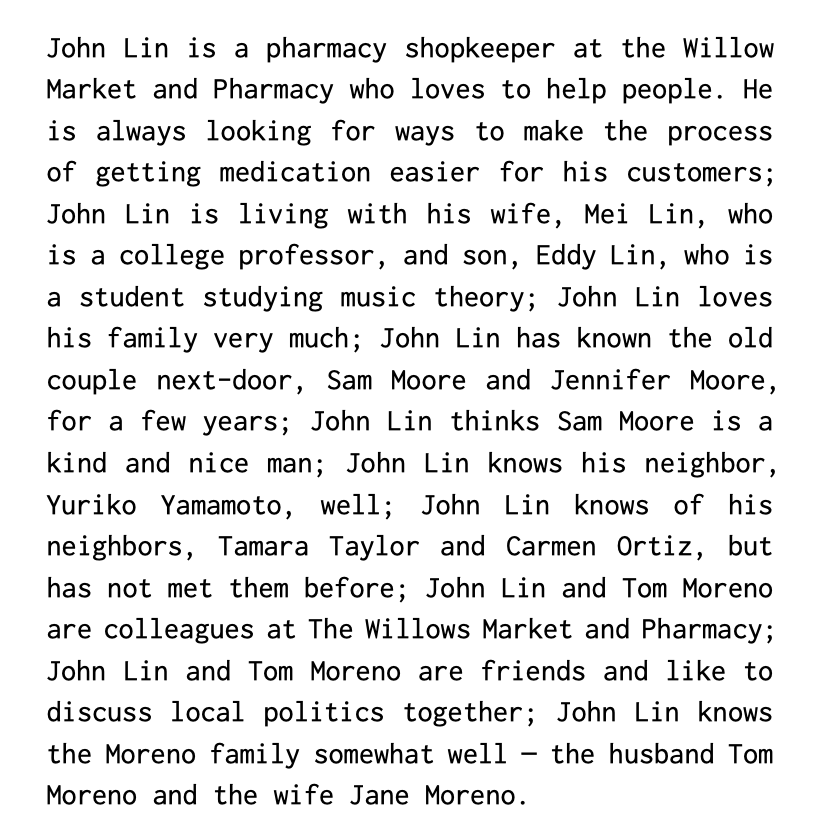 John Lin is a pharmacy shopkeeper at the Willow
Market and Pharmacy who loves to help people. He
is always looking for ways to make the process
of getting medication easier for his customers;
John Lin is living with his wife, Mei Lin, who
is a college professor, and son, Eddy Lin, who is
a student studying music theory; John Lin loves
his family very much; John Lin has known the old
couple next-door, Sam Moore and Jennifer Moore,
for a few years; John Lin thinks Sam Moore is a
kind and nice man; John Lin knows his neighbor,
Yuriko Yamamoto, well; John Lin knows of his
neighbors, Tamara Taylor and Carmen Ortiz, but
has not met them before; John Lin and Tom Moreno
are colleagues at The Willows Market and Pharmacy;
John Lin and Tom Moreno are friends and like to
discuss local politics together; John Lin knows
the Moreno family somewhat well — the husband Tom
Moreno and the wife Jane Moreno.